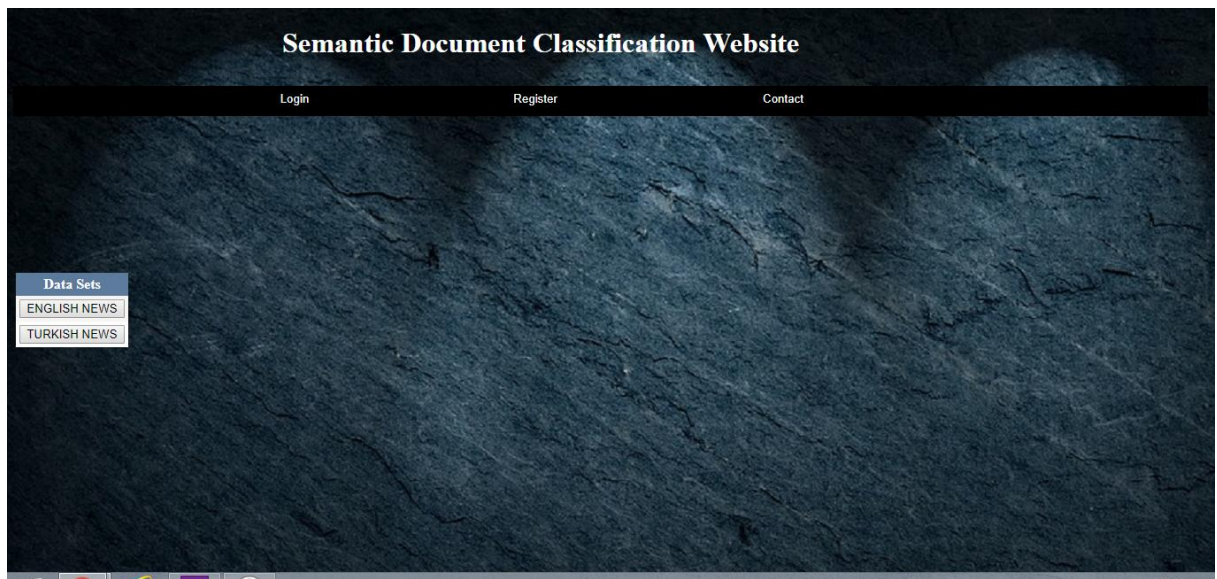 Semantic Document Classification Website
Login Register Contact
Data Sets
ENGLISH NEWS
TURKISH NEWS